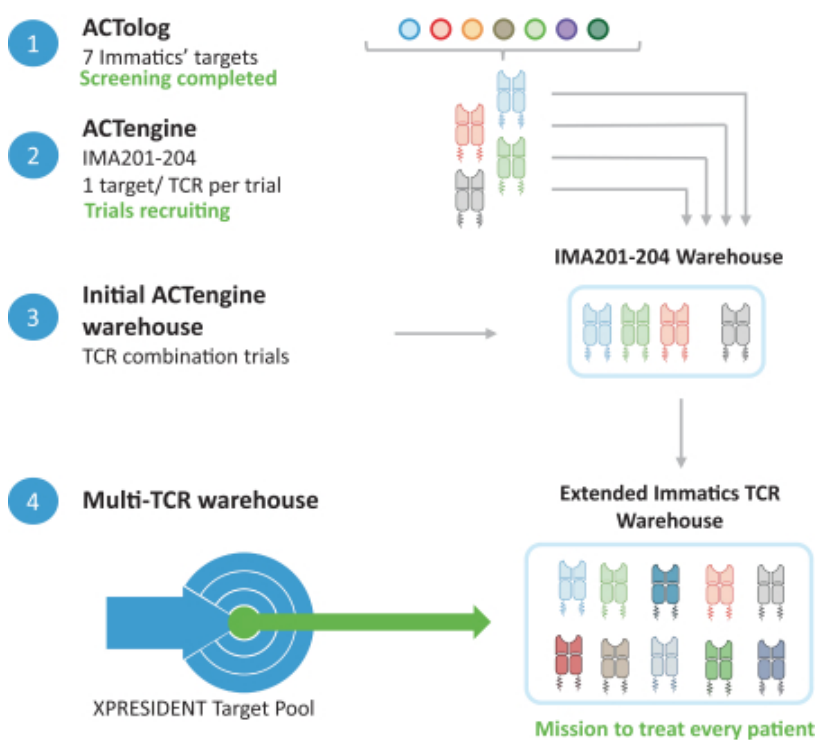 1
ACTolog
7 Immatics' targets
Screening completed
2
ACTengine
IMA201-204
1 target/ TCR per trial
Trials recruiting
IMA201-204 Warehouse
3
Initial ACTengine
warehouse
TCR combination trials
4
Multi-TCR warehouse
Extended Immatics TCR
Warehouse
XPRESIDENT Target Pool
Mission to treat every patient